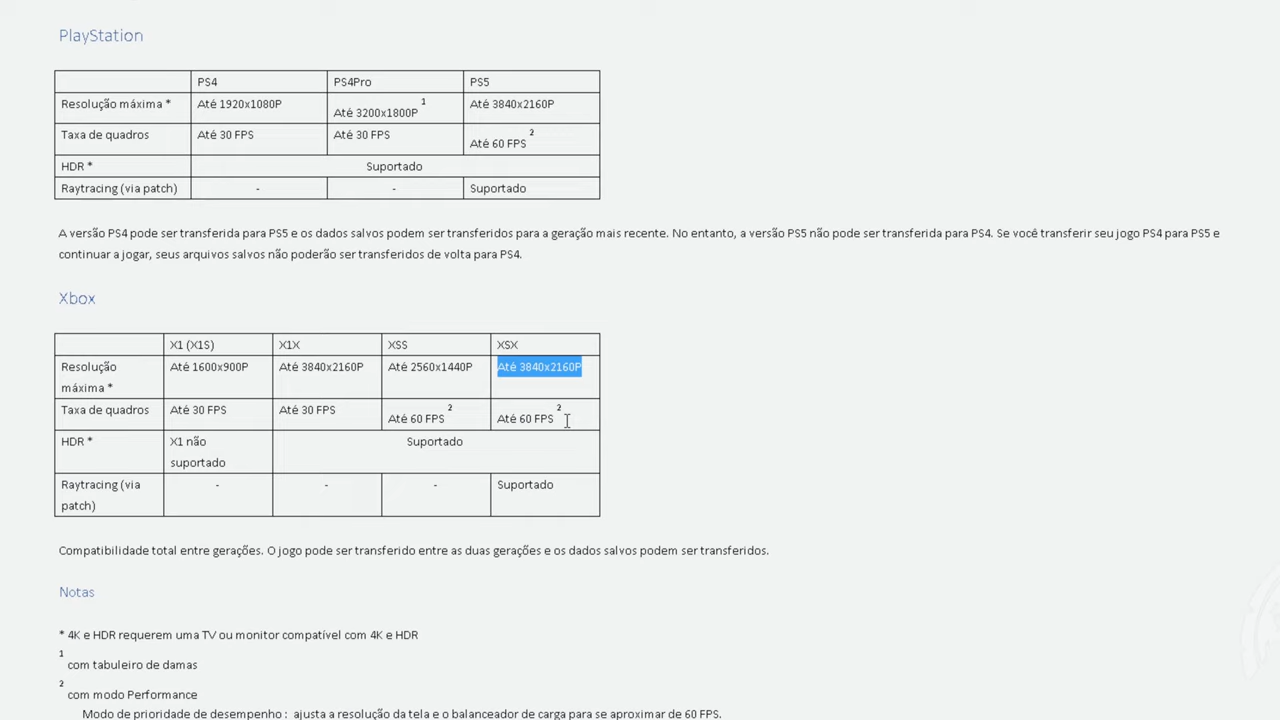 PlayStation
PS4 PS4Pro PS5
Resolução máxima * Até 1920x1080P Até 3200x1800P 1 Até 3840x2160P
Taxa de quadros Até 30 FPS Até 30 FPS Até 60 FPS 2
HDR * Suportado
Raytracing (via patch) - - Suportado
A versão PS4 pode ser transferida para PS5 e os dados salvos podem ser transferidos para a geração mais recente. No entanto, a versão PS5 não pode ser transferida para PS4. Se você transferir seu jogo PS4 para PS5 e
continuar a jogar, seus arquivos salvos não poderão ser transferidos de volta para PS4.
Xbox
X1 (X1S) X1X XSS XSX
Resolução Até 1600x900P Até 3840x2160P Até 2560x1440P Até 3840x2160P
máxima *
Taxa de quadros Até 30 FPS Até 30 FPS Até 60 FPS 2 Até 60 FPS 2
HDR * X1 não Suportado
suportado
Raytracing (via - - - Suportado
patch)
Compatibilidade total entre gerações. O jogo pode ser transferido entre as duas gerações e os dados salvos podem ser transferidos.
Notas
* 4K e HDR requerem uma TV ou monitor compatível com 4K e HDR
1 com tabuleiro de damas
2 com modo Performance
Modo de prioridade de desempenho : ajusta a resolução da tela e o balanceador de carga para se aproximar de 60 FPS.